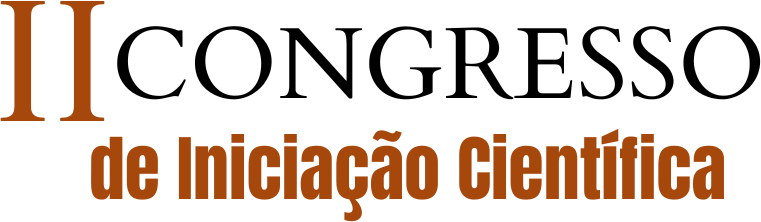 II CONGRESSO
de Iniciação Científica